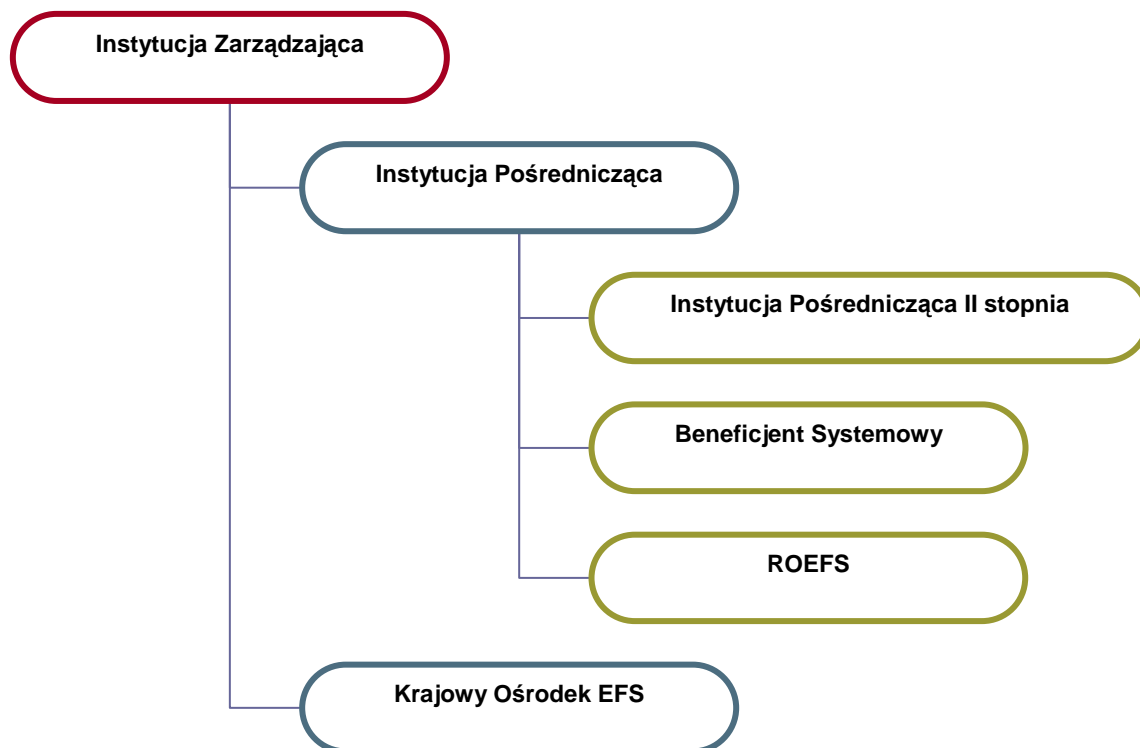 Instytucja Zarządzająca
Instytucja Pośrednicząca
Instytucja Pośrednicząca II stopnia
Beneficjent Systemowy
ROEFS
Krajowy Ośrodek EFS